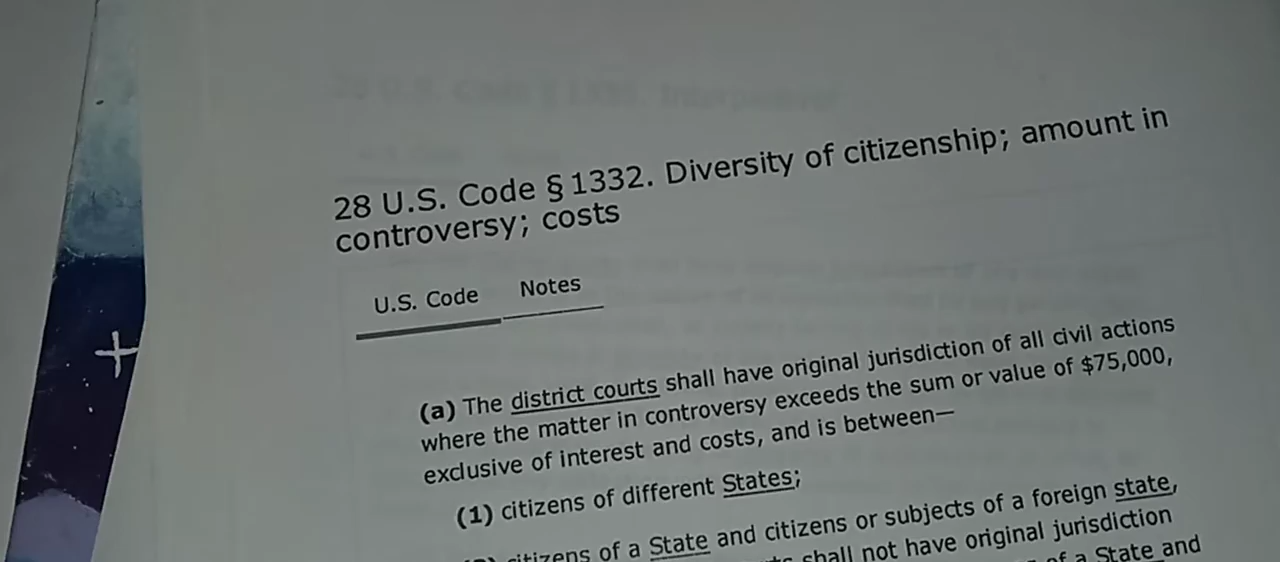 28 U.S. Code § 1332. Diversity of citizenship; amount in
controversy; costs
U.S. Code Notes
(a) The district courts shall have original jurisdiction of all civil actions
where the matter in controversy exceeds the sum or value of $75,000,
exclusive of interest and costs, and is between—
(1) citizens of different States;
citizens of a State and citizens or subjects of a foreign state,
shall not have original jurisdiction
of a State and